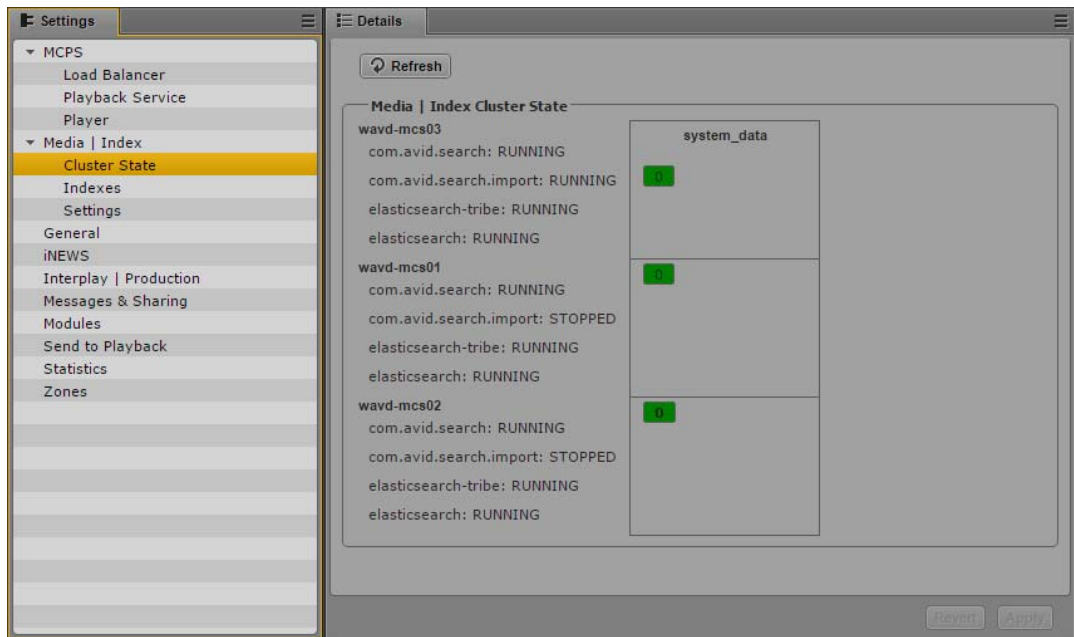 Settings
MCPS
Load Balancer
Playback Service
Player
Media | Index
Cluster State
Indexes
Settings
General
iNEWS
Interplay | Production
Messages & Sharing
Modules
Send to Playback
Statistics
Zones
Details
Refresh
Media | Index Cluster State
system_data
wavd-mcs03
com.avid.search: RUNNING
com.avid.search.import: RUNNING
0
elasticsearch-tribe: RUNNING
elasticsearch: RUNNING
wavd-mcs01
0
com.avid.search: RUNNING
com.avid.search.import: STOPPED
elasticsearch-tribe: RUNNING
elasticsearch: RUNNING
wavd-mcs02
0
com.avid.search: RUNNING
com.avid.search.import: STOPPED
elasticsearch-tribe: RUNNING
elasticsearch: RUNNING
Revert
Apply